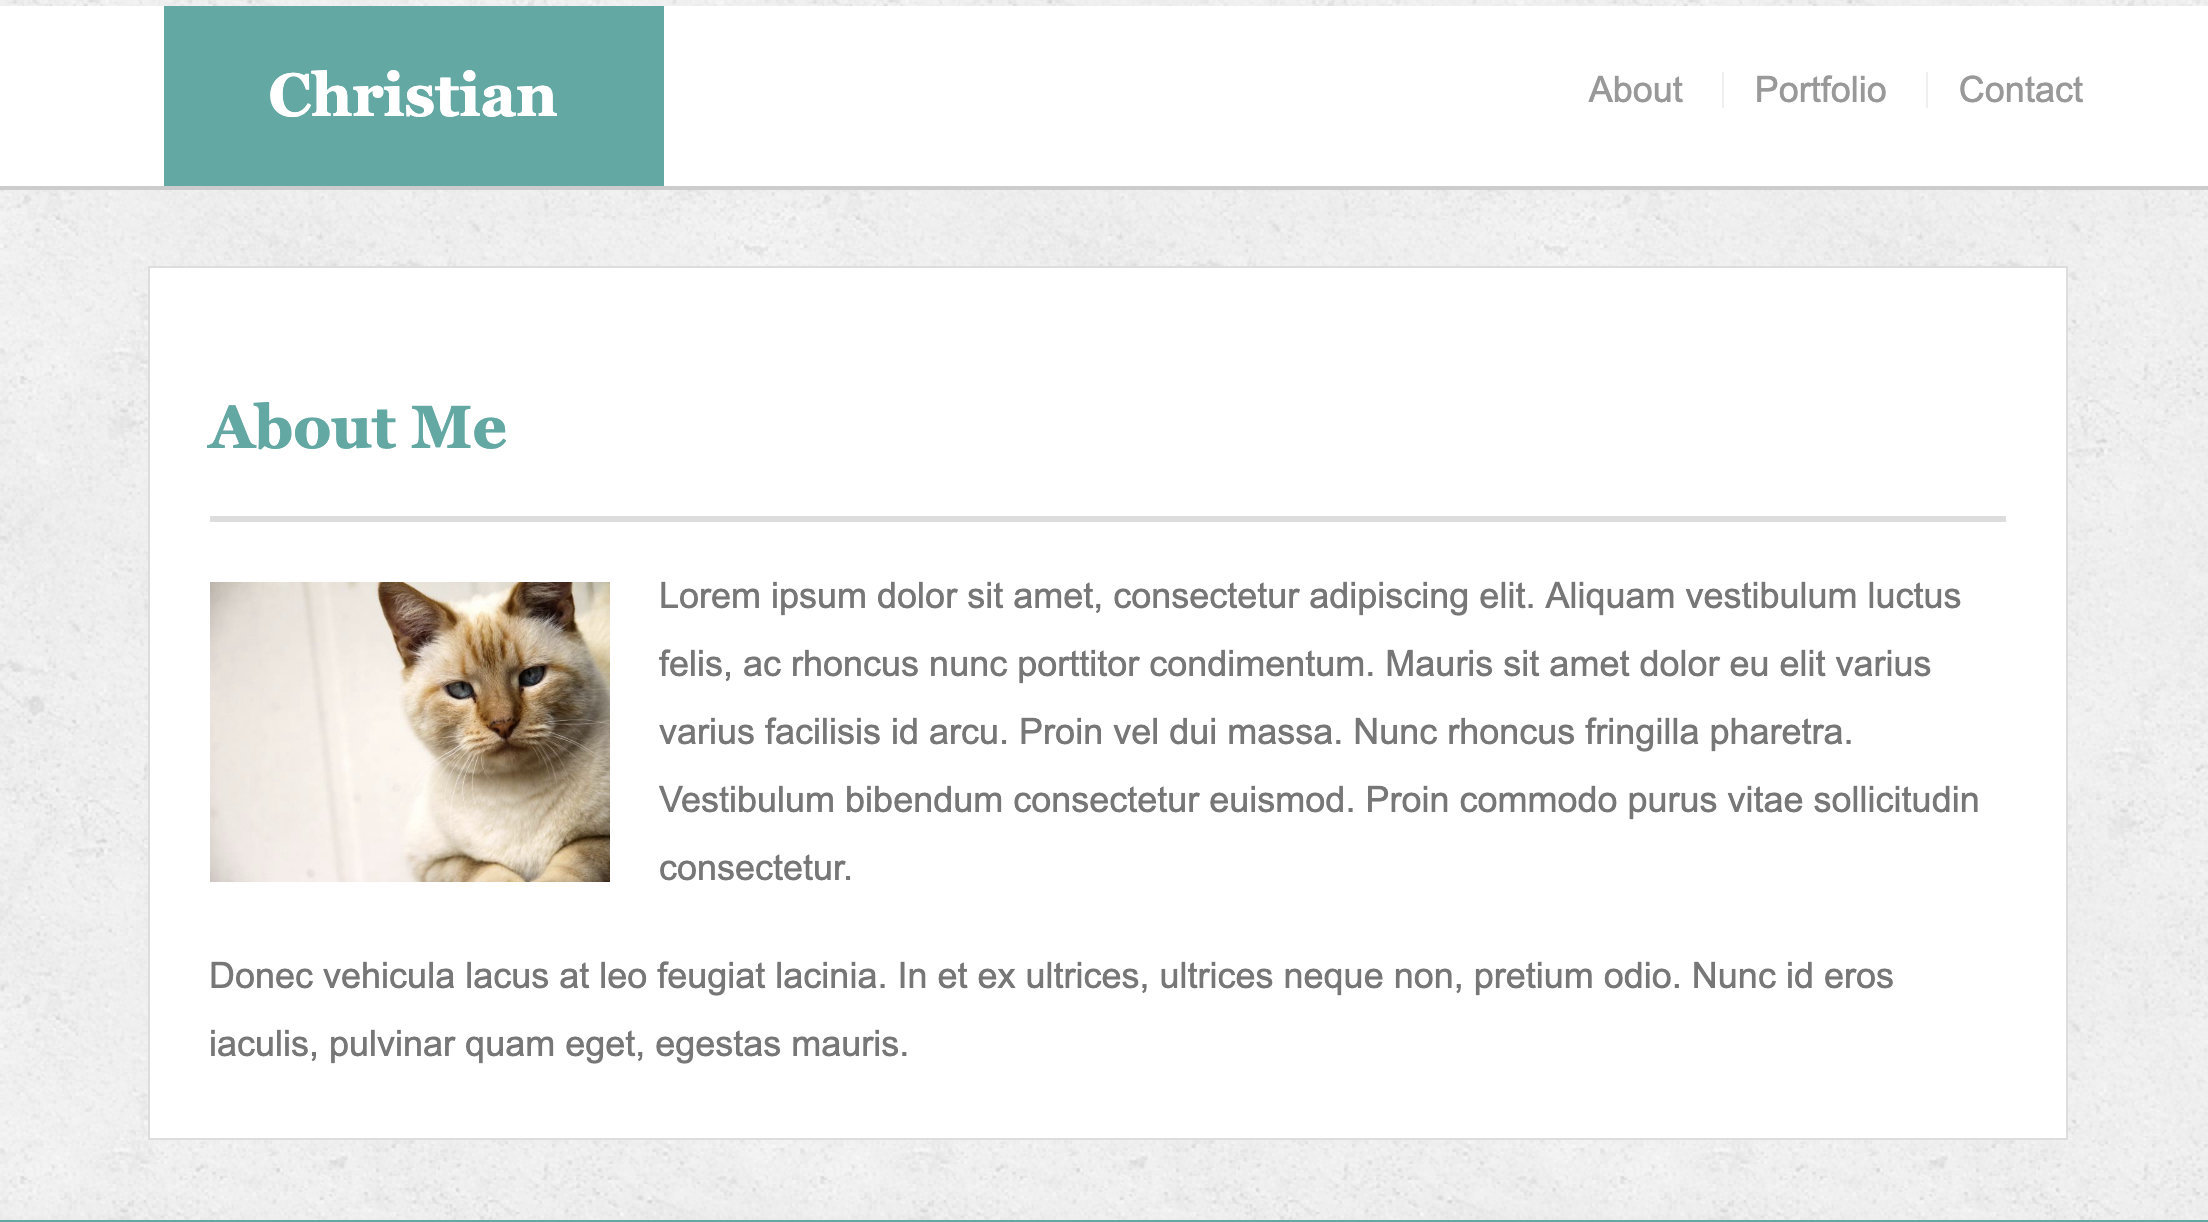 Christian
About
Portfolio
Contact
About Me
Lorem ipsum dolor sit amet, consectetur adipiscing elit. Aliquam vestibulum luctus
felis, ac rhoncus nunc porttitor condimentum. Mauris sit amet dolor eu elit varius
varius facilisis id arcu. Proin vel dui massa. Nunc rhoncus fringilla pharetra.
Vestibulum bibendum consectetur euismod. Proin commodo purus vitae sollicitudin
consectetur.
Donec vehicula lacus at leo feugiat lacinia. In et ex ultrices, ultrices neque non, pretium odio. Nunc id eros
iaculis, pulvinar quam eget, egestas mauris.